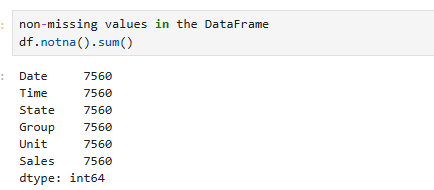 non-missing values in the DataFrame
df.notna().sum()
Date 7560
Time 7560
State 7560
Group 7560
Unit 7560
Sales 7560
dtype: int64